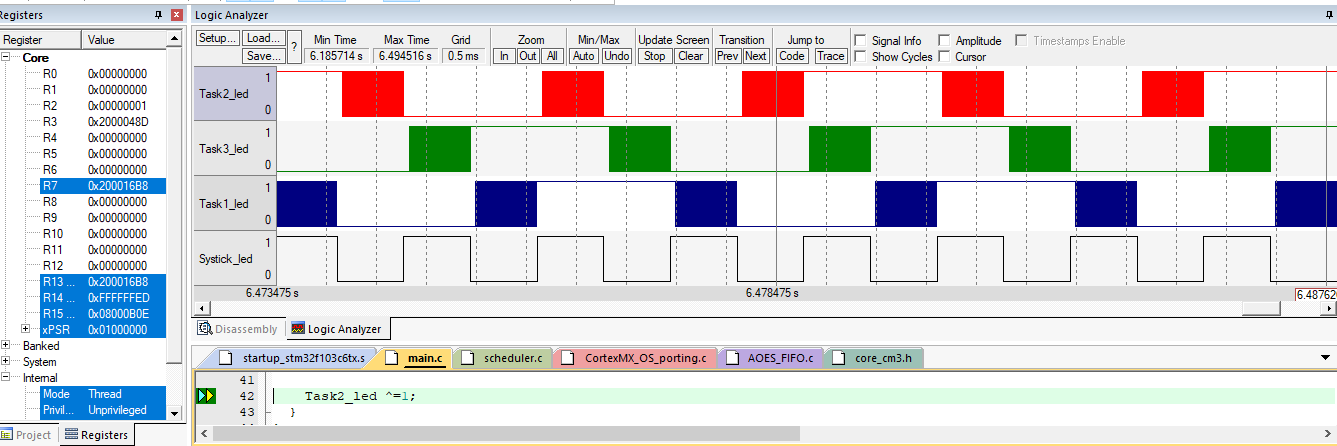 Registers
Logic Analyzer
Register Value
Setup... Load... Save... ? Min Time Max Time Grid Zoom Min/Max Update Screen Transition Jump to Signal Info Amplitude Timestamps Enable
6.185714 s 6.494516 s 0.5 ms In Out All Auto Undo Stop Clear Prev Next Code Trace Show Cycles Cursor
Core
R0 0x00000000
R1 0x00000000
R2 0x00000001
R3 0x2000048D
R4 0x00000000
R5 0x00000000
R6 0x00000000
R7 0x200016B8
R8 0x00000000
R9 0x00000000
R10 0x00000000
R11 0x00000000
R12 0x00000000
R13 ... 0x200016B8
R14 ... 0xFFFFFFED
R15 ... 0x08000B0E
xPSR 0x01000000
Banked
System
Internal
Mode Thread
Privil... Unprivileged
Project Registers
1
Task2_led
0
1
Task3_led
0
1
Task1_led
0
1
Systick_led
0
6.473475 s 6.478475 s 6.487620
Disassembly Logic Analyzer
startup_stm32f103c6tx.s main.c scheduler.c CortexMX_OS_porting.c AOES_FIFO.c core_cm3.h
41
42 Task2_led ^=1;
43 }